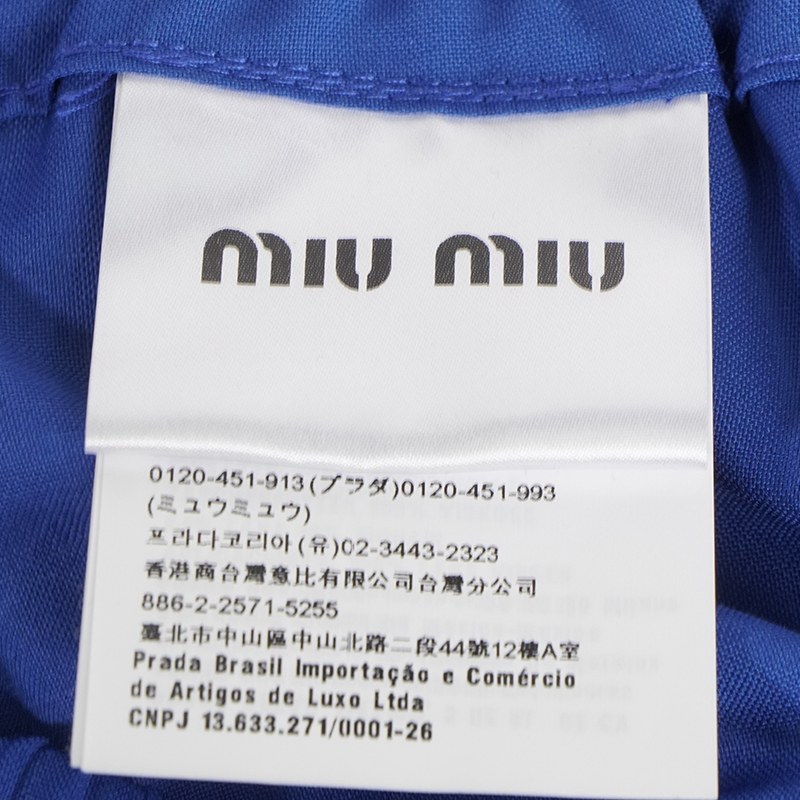 miu miu
0120-451-913(プラダ)0120-451-993
(ミュウミュウ)
프라다코리아(유)02-3443-2323
香港商台灣意比有限公司台灣分公司
886-2-2571-5255
臺北市中山區中山北路二段44號12樓A室
Prada Brasil Importação e Comércio
de Artigos de Luxo Ltda
CNPJ 13.633.271/0001-26